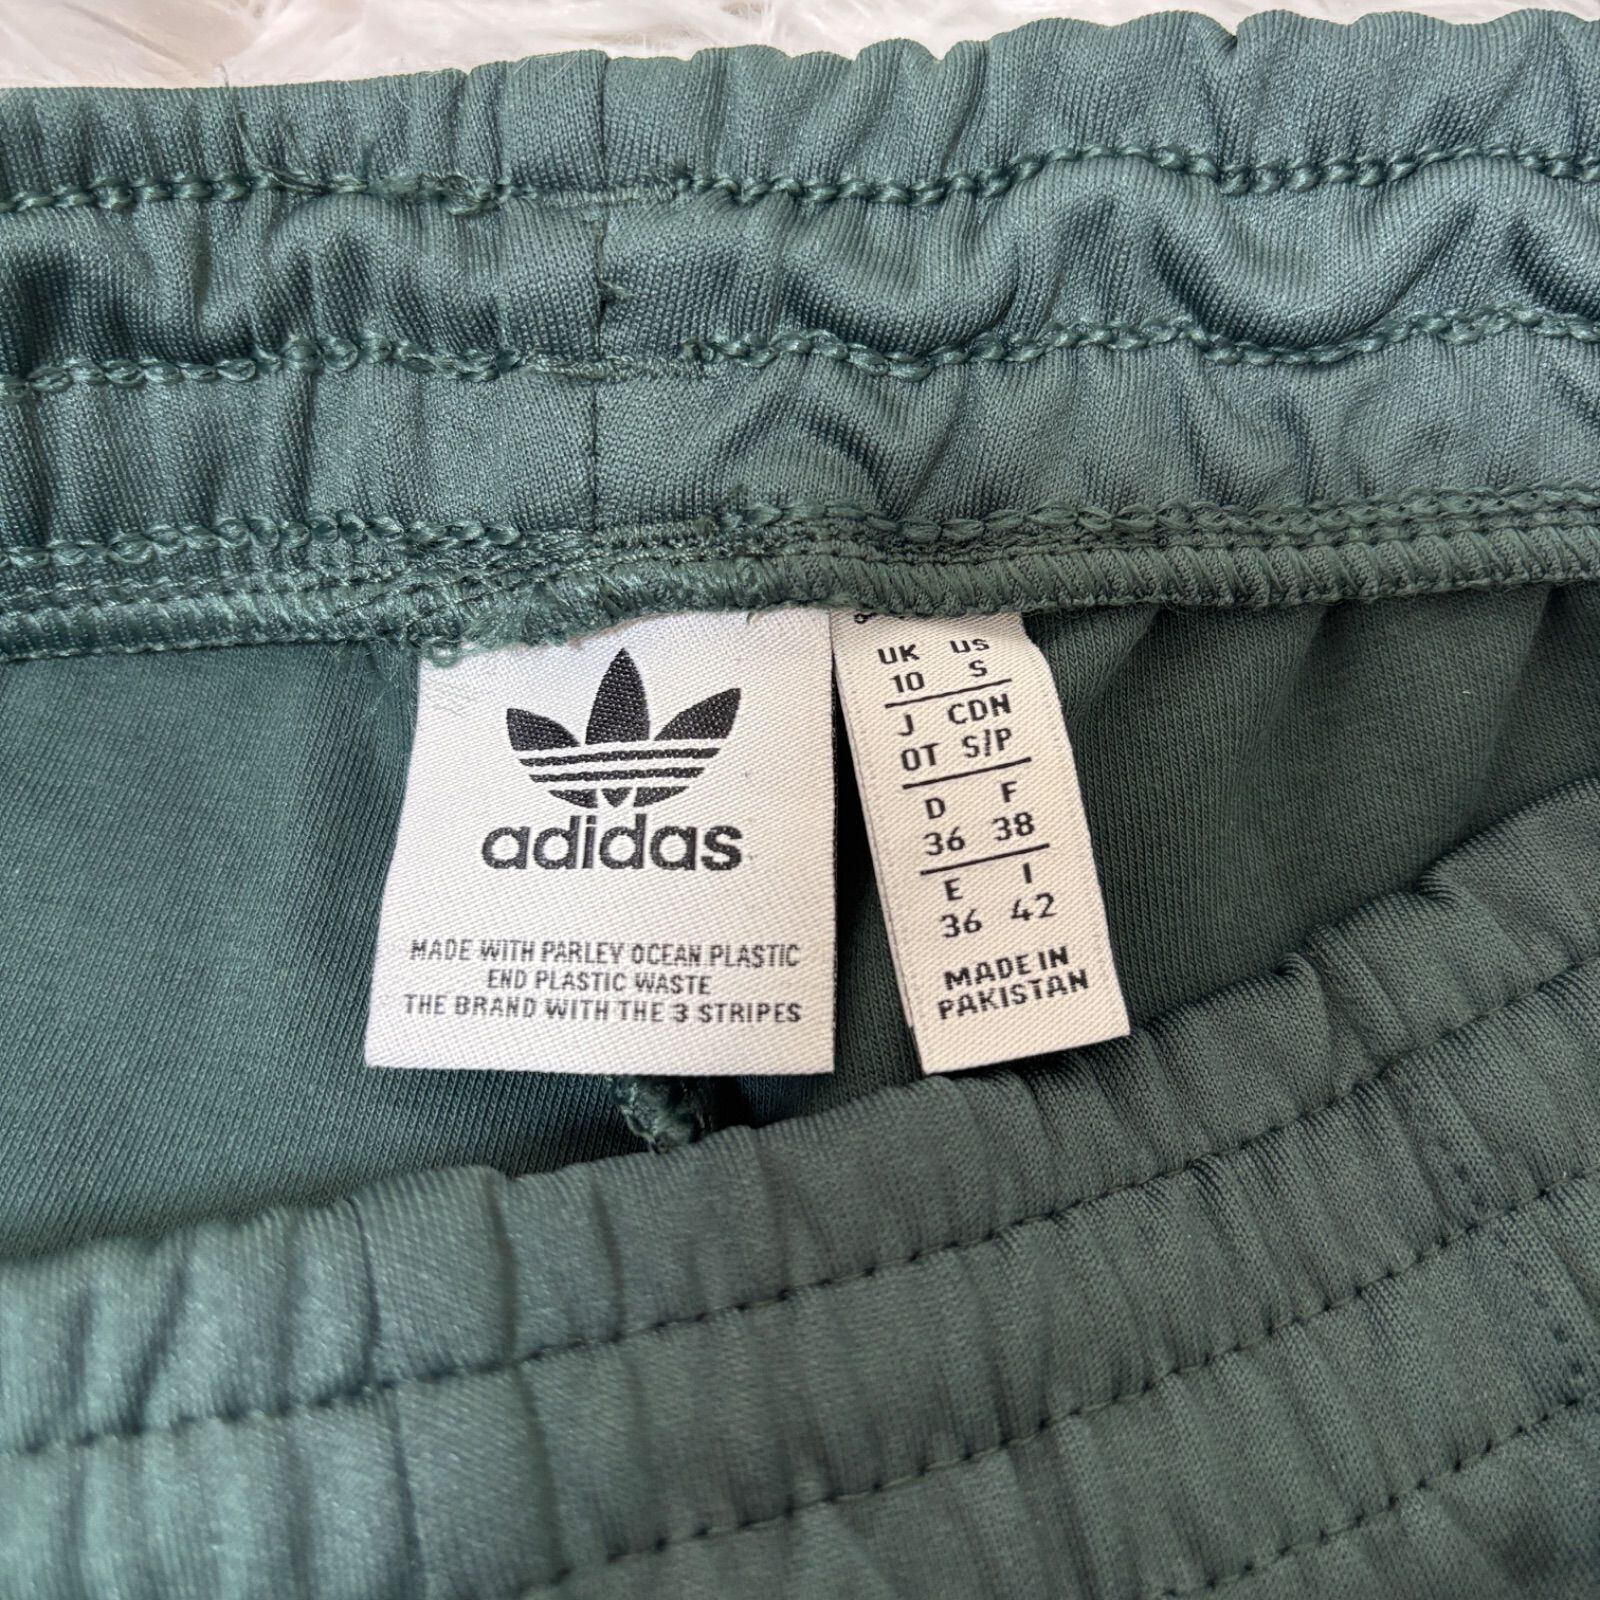 adidas
MADE WITH PARLEY OCEAN PLASTIC
END PLASTIC WASTE
THE BRAND WITH THE 3 STRIPES
UK US
10 S
J CDN
OT S/P
D F
36 38
E I
36 42
MADE IN
PAKISTAN